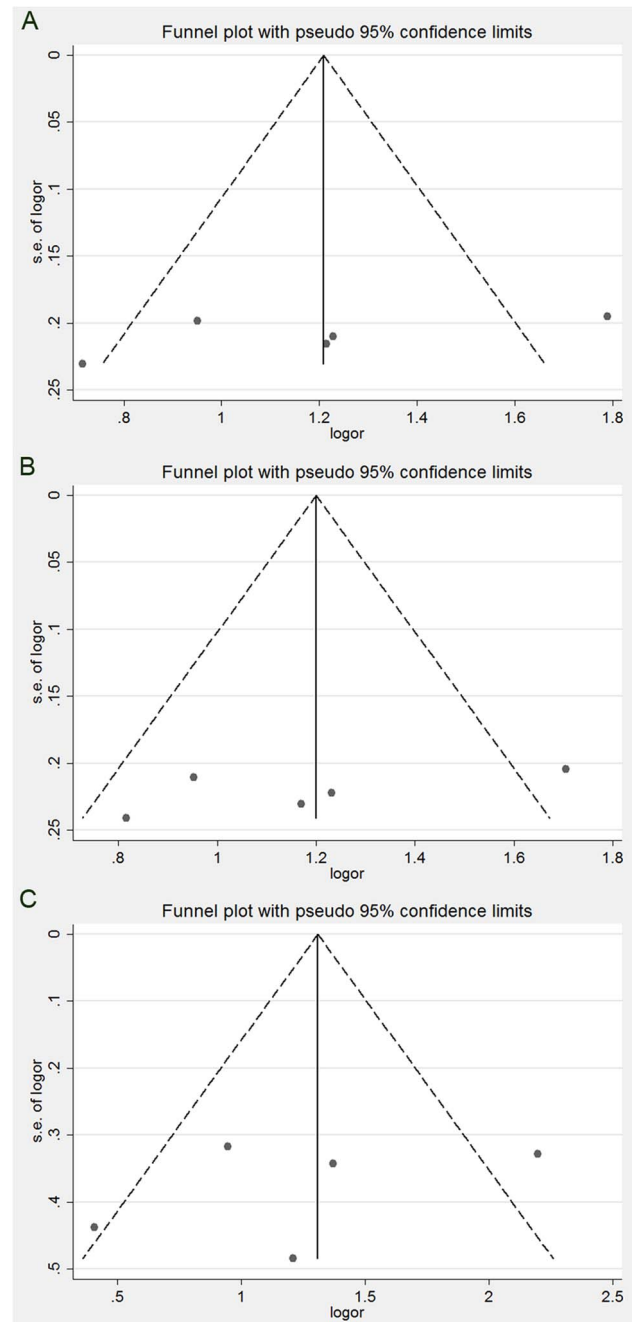 A
Funnel plot with pseudo 95% confidence limits
0
.05
.1
.15
.2
.25
s.e. of logor
.8 1 1.2 1.4 1.6 1.8
logor
B
Funnel plot with pseudo 95% confidence limits
0
.05
.1
.15
.2
.25
s.e. of logor
.8 1 1.2 1.4 1.6 1.8
logor
C
Funnel plot with pseudo 95% confidence limits
0
.1
.2
.3
.4
.5
s.e. of logor
.5 1 1.5 2 2.5
logor